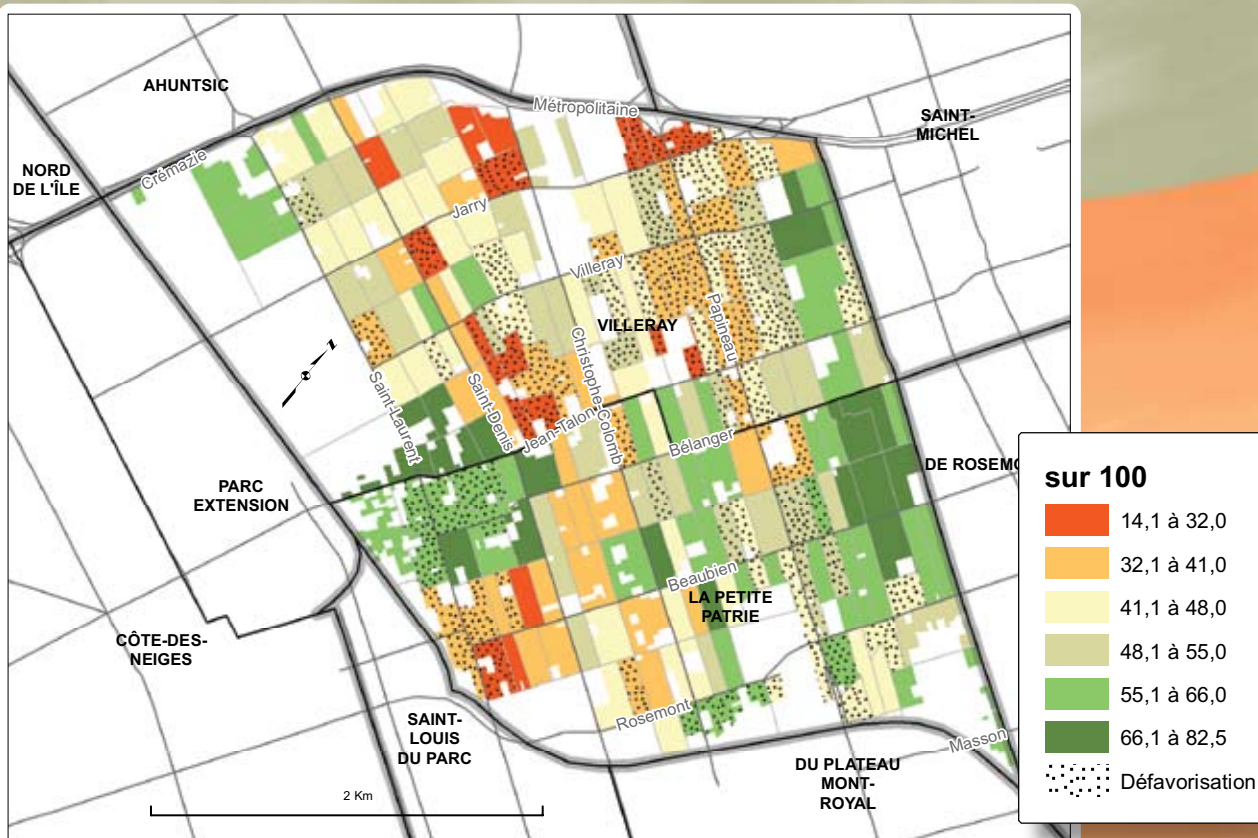 AHUNTSIC
Métropolitaine
SAINT-
MICHEL
NORD
DE L'ÎLE
Crémazie
Jarry
Villeray
VILLERAY
Papineau
Christophe-Colomb
Saint-Laurent
Saint-Denis
Jean-Talon
Bélanger
PARC
EXTENSION
DE ROSEMO
Beaubien
LA PETITE
PATRIE
CÔTE-DES-
NEIGES
SAINT-
LOUIS
DU PARC
Rosemont
Masson
DU PLATEAU
MONT-
ROYAL
2 Km
sur 100
14,1 à 32,0
32,1 à 41,0
41,1 à 48,0
48,1 à 55,0
55,1 à 66,0
66,1 à 82,5
Défavorisation